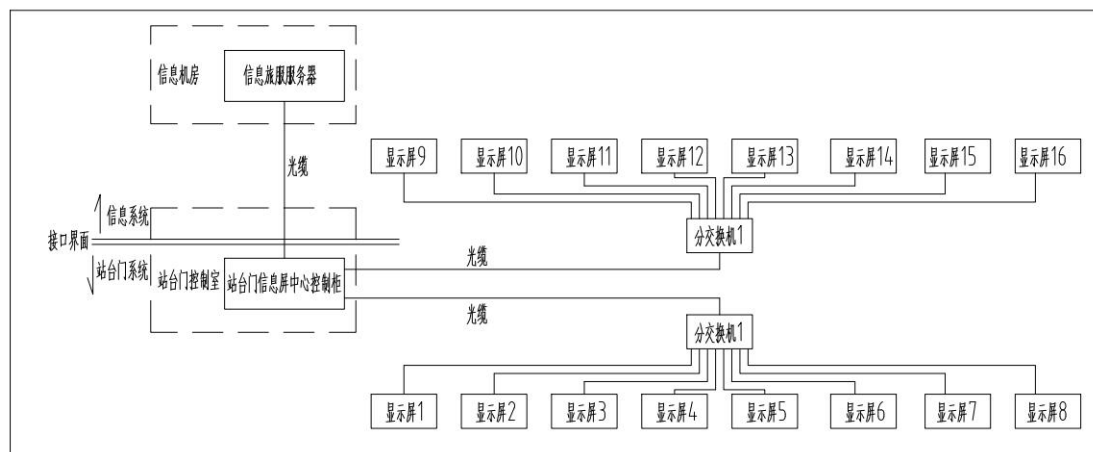 信息机房
信息旅服服务器
光缆
显示屏9
显示屏10
显示屏11
显示屏12
显示屏13
显示屏14
显示屏15
显示屏16
分交换机1
信息系统
接口界面
站台门系统
站台门控制室
站台门信息屏中心控制柜
光缆
光缆
分交换机1
显示屏1
显示屏2
显示屏3
显示屏4
显示屏5
显示屏6
显示屏7
显示屏8